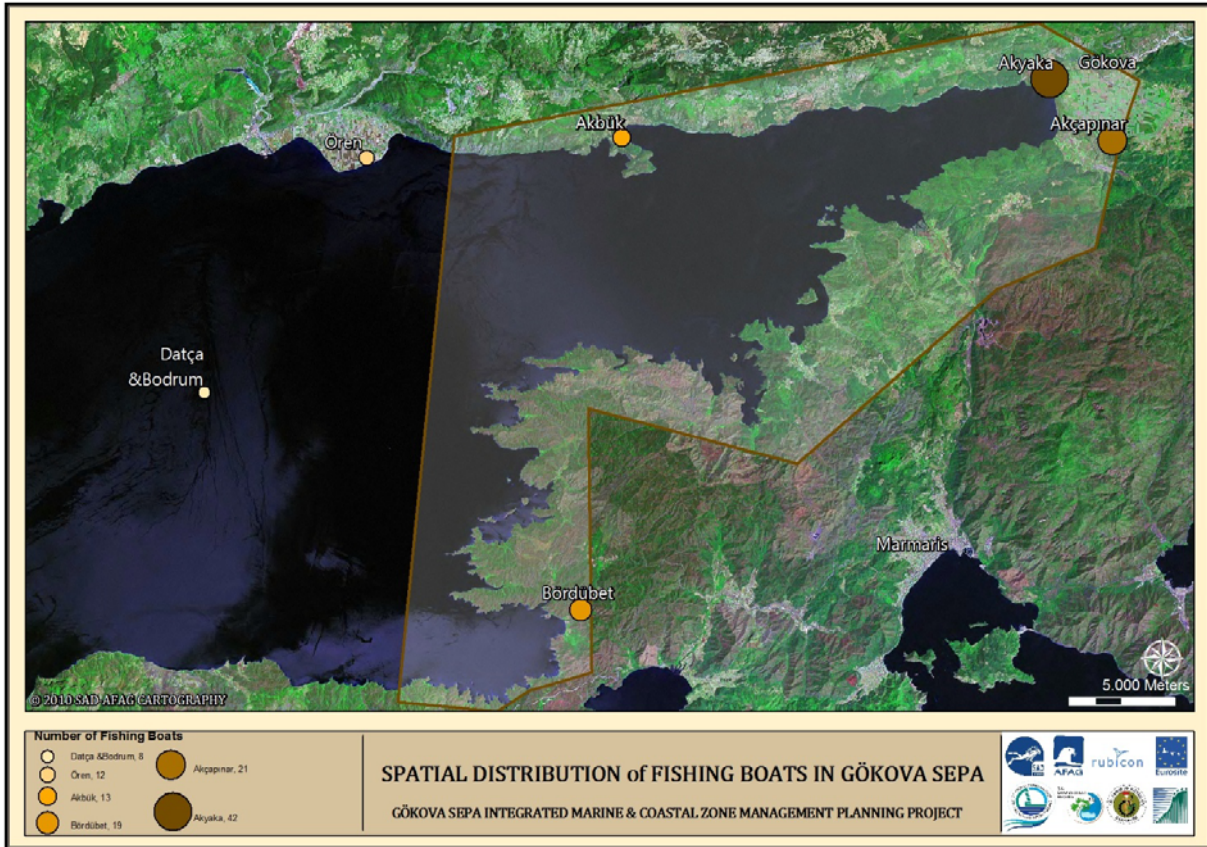 Akyaka
Gökova
Akbük
Akçapınar
Ören
Datça
&Bodrum
Marmaris
Bördübet
5.000 Meters
© 2010 SAD-AFAG CARTOGRAPHY
Number of Fishing Boats
Datça &Bodrum, 8
Ören, 12
Akbük, 13
Bördübet, 19
Akçapınar, 21
Akyaka, 42
SPATIAL DISTRIBUTION of FISHING BOATS IN GÖKOVA SEPA
GÖKOVA SEPA INTEGRATED MARINE & COASTAL ZONE MANAGEMENT PLANNING PROJECT
AFAG
rubicon
Eurosite